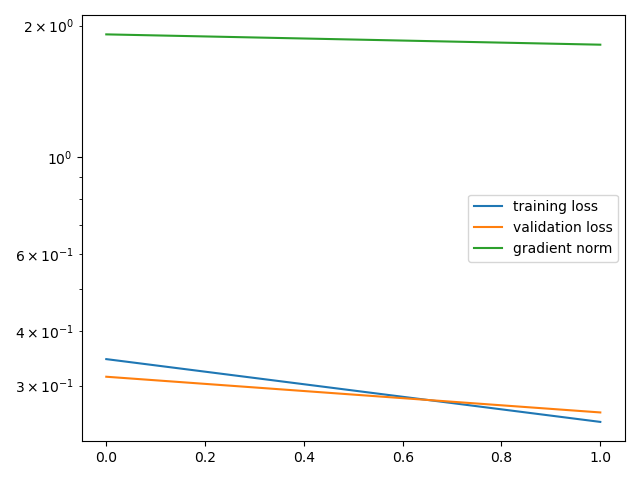 2 × 10⁰
10⁰
6 × 10⁻¹
4 × 10⁻¹
3 × 10⁻¹
training loss
validation loss
gradient norm
0.0 0.2 0.4 0.6 0.8 1.0